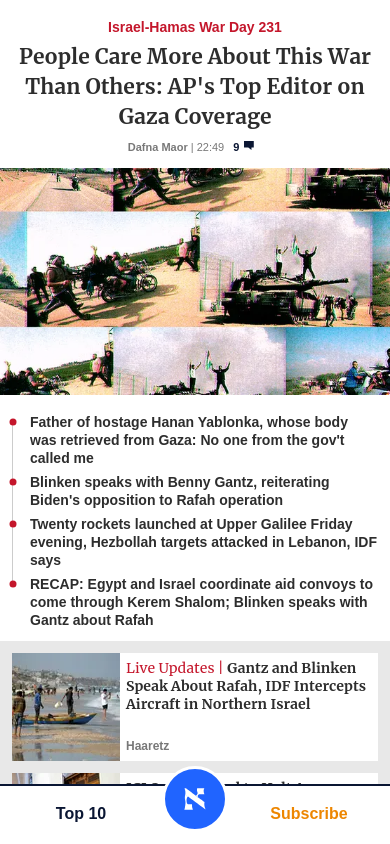 Israel-Hamas War Day 231
People Care More About This War
Than Others: AP's Top Editor on
Gaza Coverage
Dafna Maor | 22:49 9
Father of hostage Hanan Yablonka, whose body
was retrieved from Gaza: No one from the gov't
called me
Blinken speaks with Benny Gantz, reiterating
Biden's opposition to Rafah operation
Twenty rockets launched at Upper Galilee Friday
evening, Hezbollah targets attacked in Lebanon, IDF
says
RECAP: Egypt and Israel coordinate aid convoys to
come through Kerem Shalom; Blinken speaks with
Gantz about Rafah
Live Updates | Gantz and Blinken
Speak About Rafah, IDF Intercepts
Aircraft in Northern Israel
Haaretz
Top 10
א
Subscribe